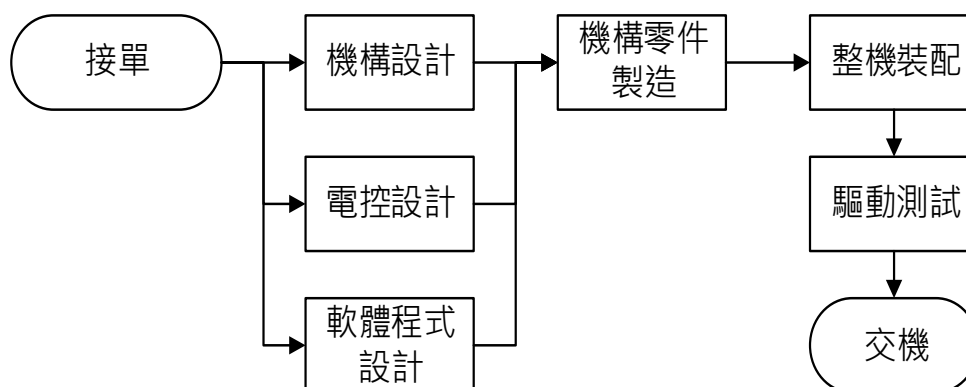 接單
機構設計
電控設計
軟體程式
設計
機構零件
製造
整機裝配
驅動測試
交機